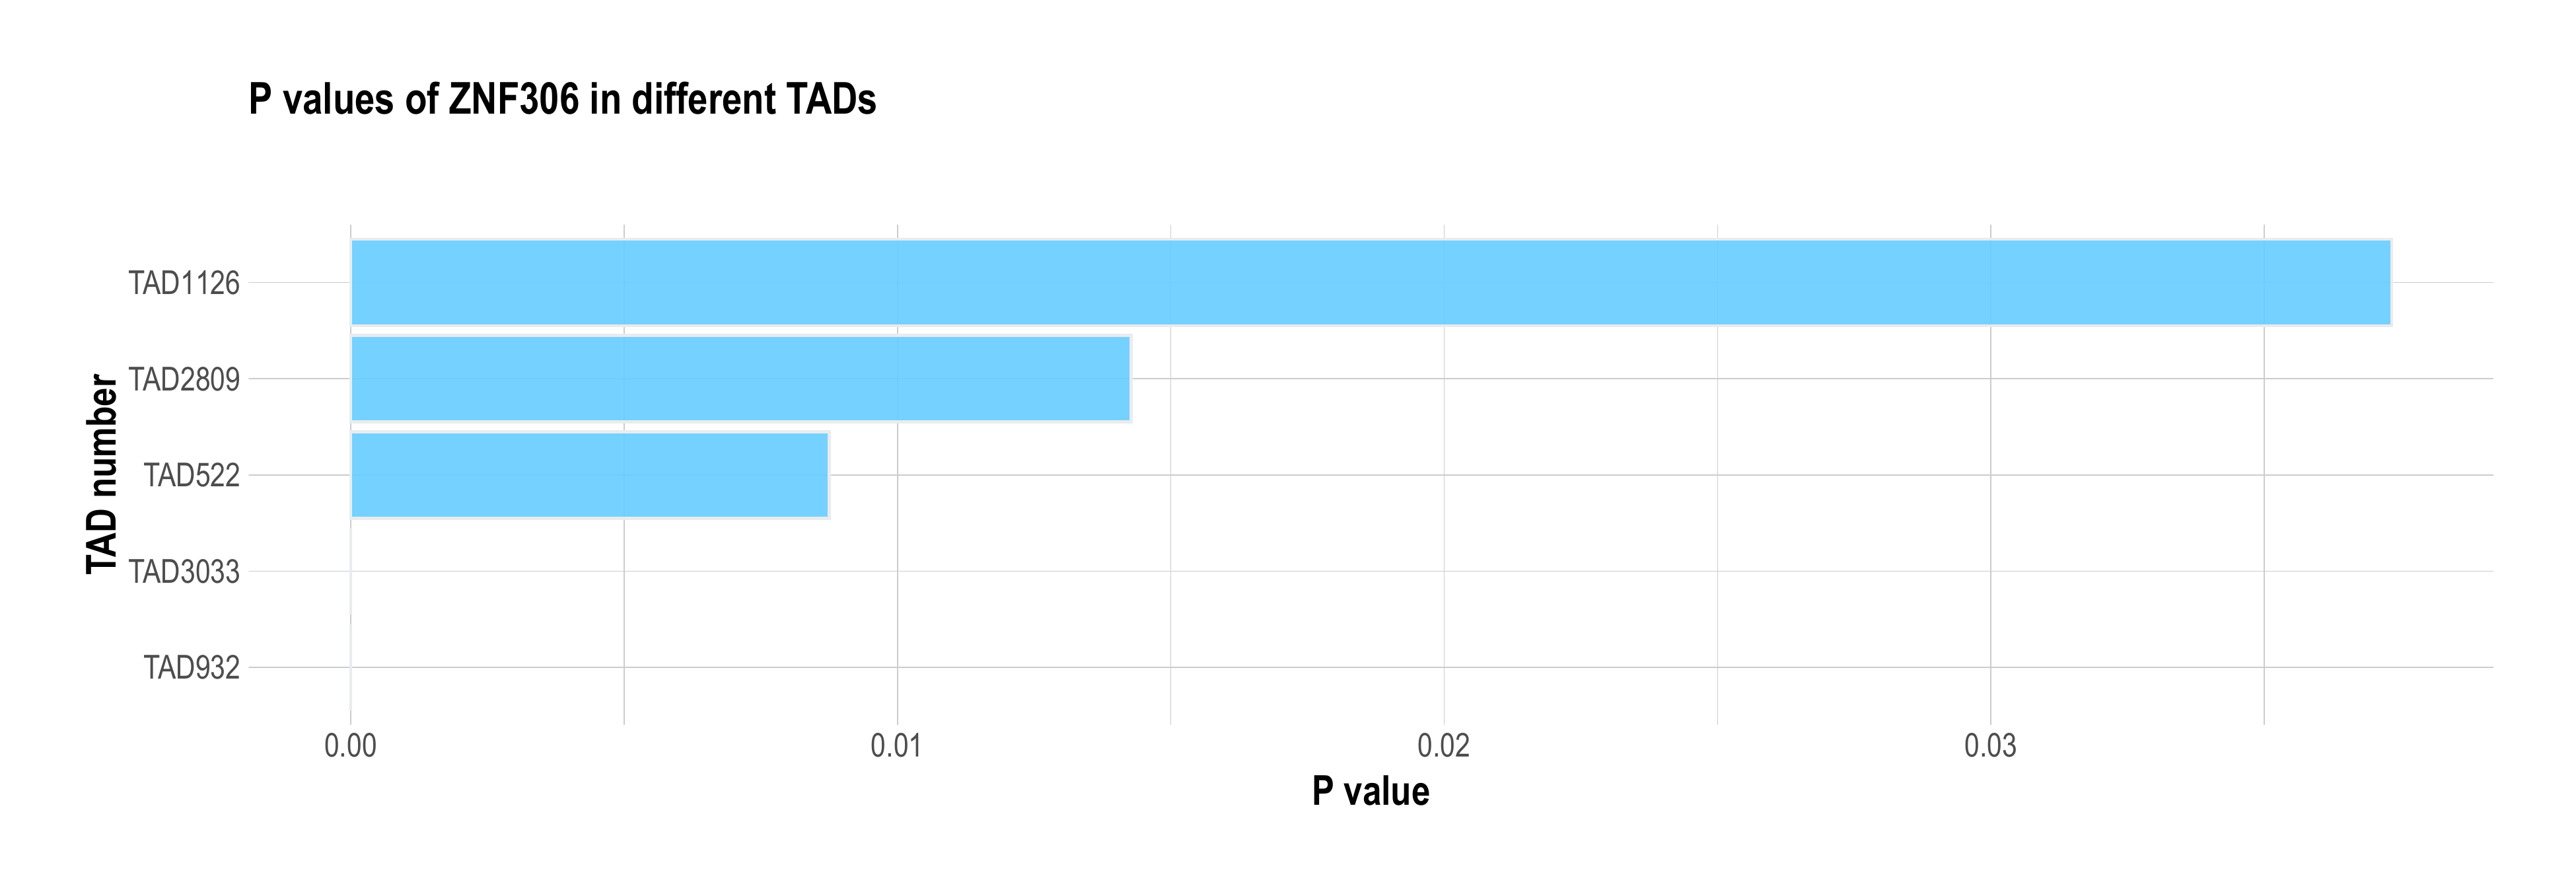 P values of ZNF306 in different TADs
TAD number
TAD1126
TAD2809
TAD522
TAD3033
TAD932
0.00 0.01 0.02 0.03
P value